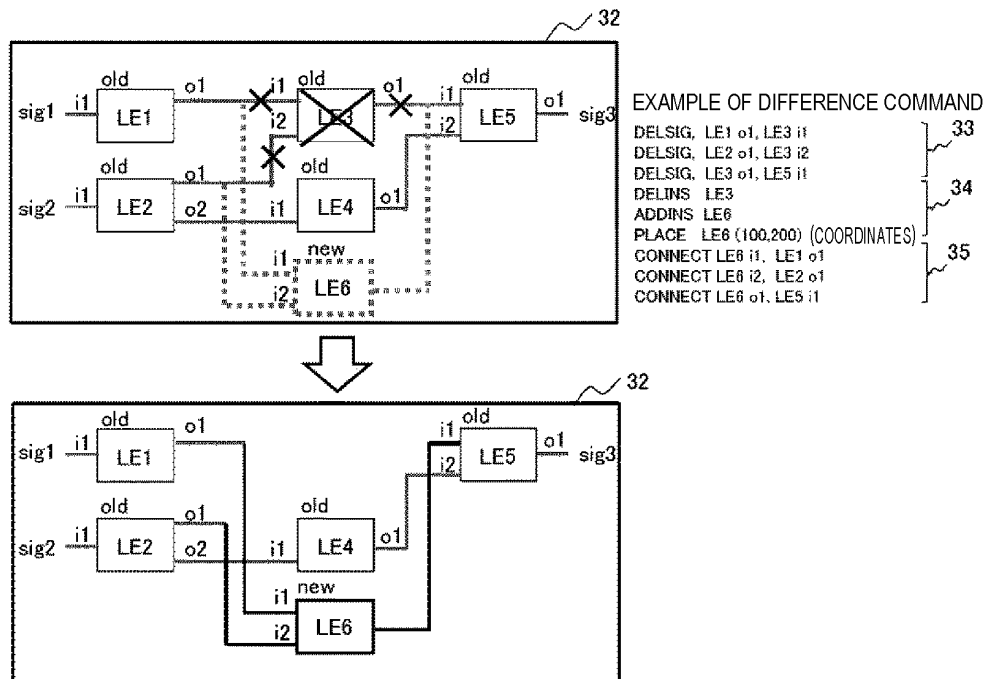 32
old
o1
i1
old
o1
old
sig1
i1
LE1
i2
LE3
i1
LE5
o1
sig3
i2
old
o1
sig2
i1
LE2
o2
i1
old
LE4
o1
new
i1
LE6
i2
EXAMPLE OF DIFFERENCE COMMAND
DELSIG, LE1 o1, LE3 i1
DELSIG, LE2 o1, LE3 i2
DELSIG, LE3 o1, LE5 i1
33
DELINS LE3
ADDINS LE6
PLACE LE6 (100,200) (COORDINATES)
34
CONNECT LE6 i1, LE1 o1
CONNECT LE6 i2, LE2 o1
CONNECT LE6 o1, LE5 i1
35
32
old
o1
sig1
i1
LE1
old
i1
LE5
o1
sig3
i2
old
o1
sig2
i1
LE2
o2
old
i1
LE4
o1
new
i1
LE6
i2